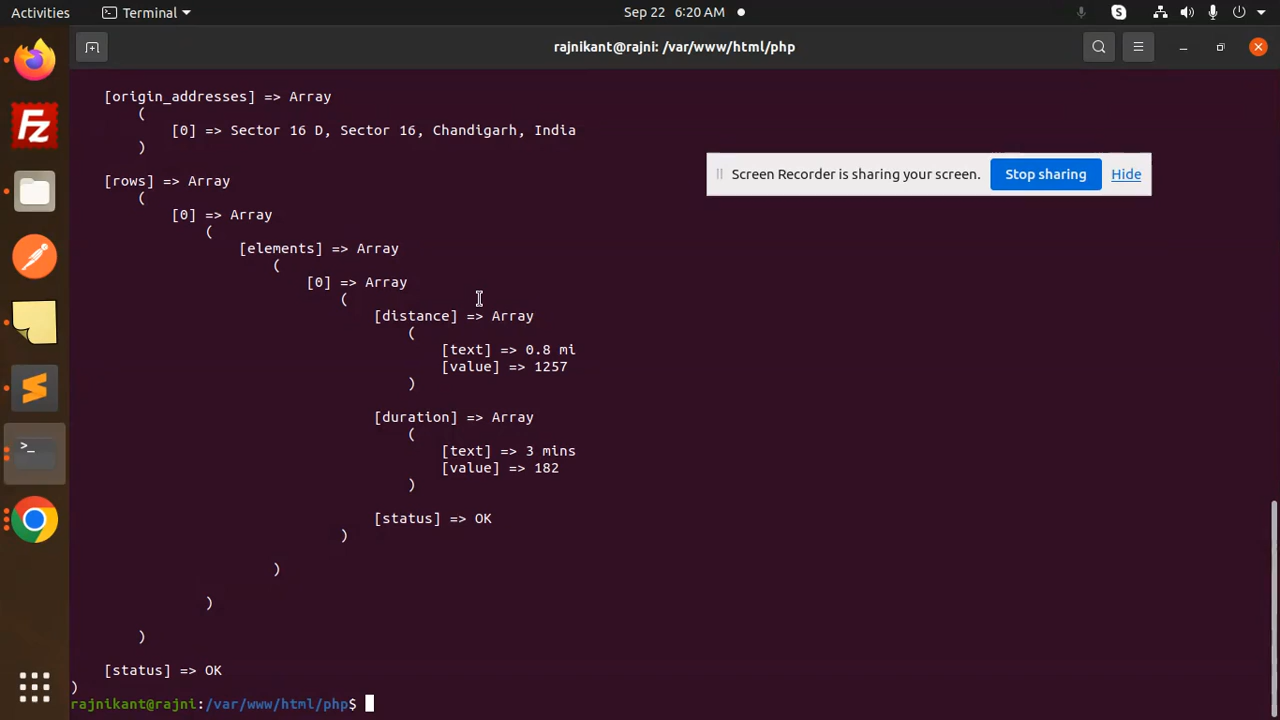 Activities Terminal Sep 22 6:20 AM
rajnikant@rajni: /var/www/html/php
[origin_addresses] => Array
(
[0] => Sector 16 D, Sector 16, Chandigarh, India
)
Screen Recorder is sharing your screen. Stop sharing Hide
[rows] => Array
(
[0] => Array
(
[elements] => Array
(
[0] => Array
(
[distance] => Array
(
[text] => 0.8 mi
[value] => 1257
)
[duration] => Array
(
[text] => 3 mins
[value] => 182
)
[status] => OK
)
)
)
)
[status] => OK
)
rajnikant@rajni:/var/www/html/php$